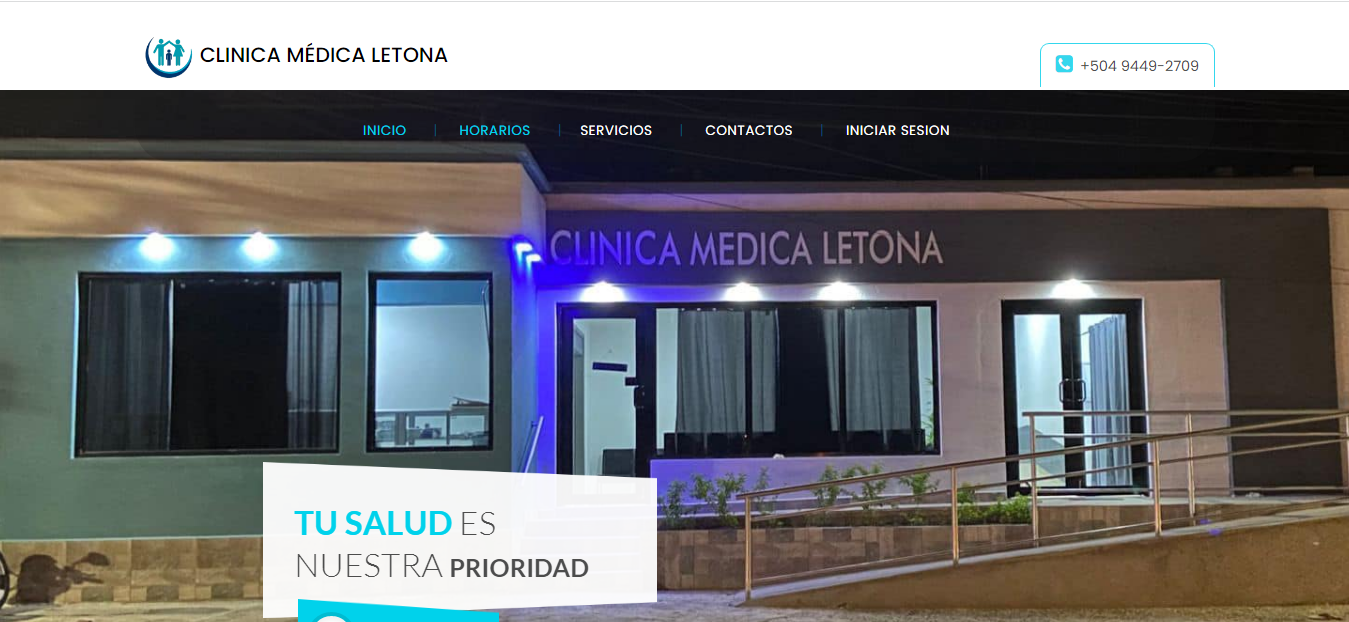 CLINICA MÉDICA LETONA
+504 9449-2709
INICIO
HORARIOS
SERVICIOS
CONTACTOS
INICIAR SESION
CLINICA MEDICA LETONA
TU SALUD ES
NUESTRA PRIORIDAD